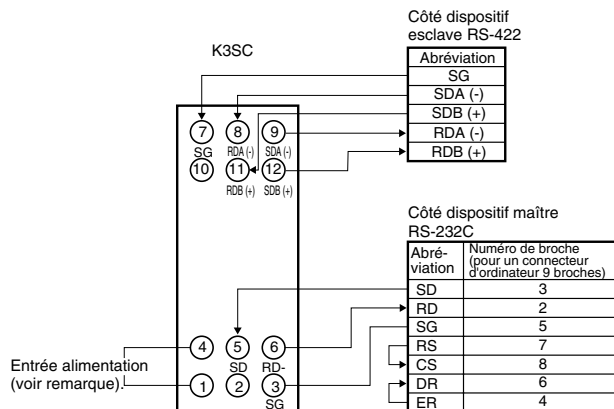 Côté dispositif
esclave RS-422
K3SC
Abréviation
SG
SDA (-)
SDB (+)
RDA (-)
RDB (+)
7 8 9
SG RDA (-) SDA (-)
10 11 12
RDB (+) SDB (+)
Côté dispositif maître
RS-232C
Abré-
viation
Numéro de broche
(pour un connecteur
d'ordinateur 9 broches)
SD 3
RD 2
SG 5
RS 7
CS 8
DR 6
ER 4
4 5 6
SD RD-
Entrée alimentation
(voir remarque).
1 2 3
SG